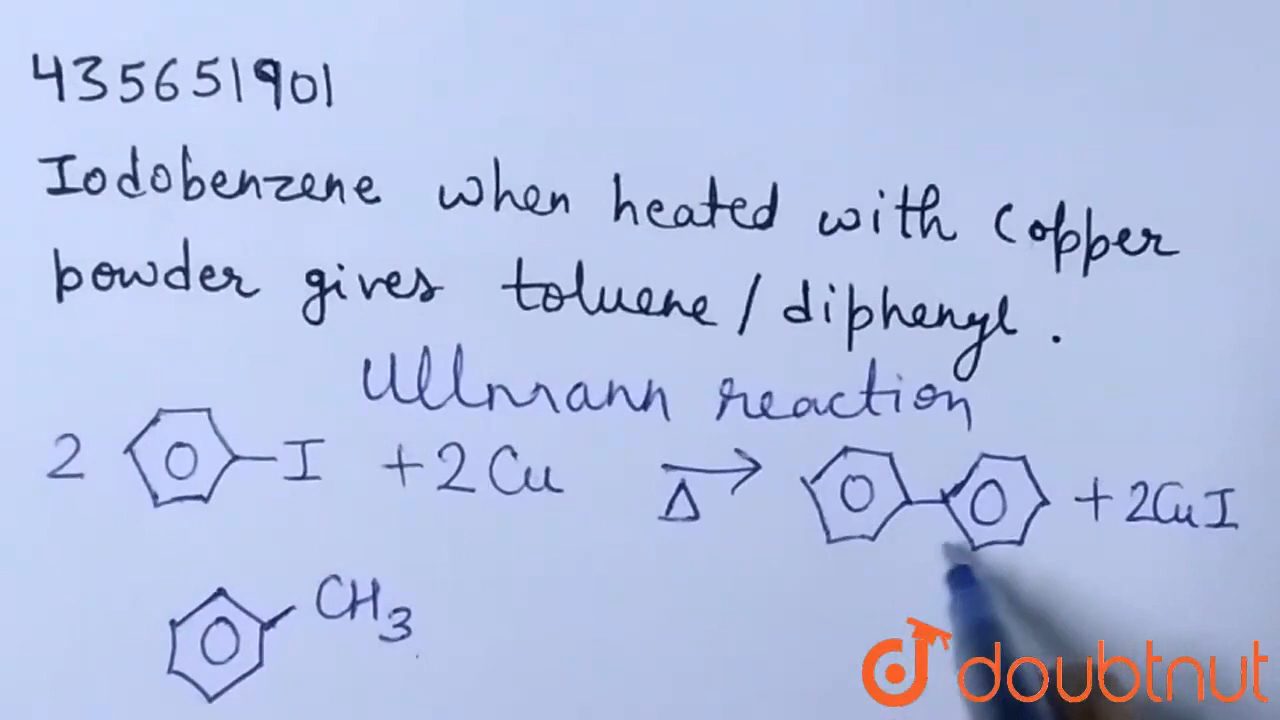 435651901
Iodobenzene when heated with copper
powder gives toluene / diphenyl.
Ullmann reaction
2 I + 2Cu → Δ + 2CuI
CH3
doubtnut